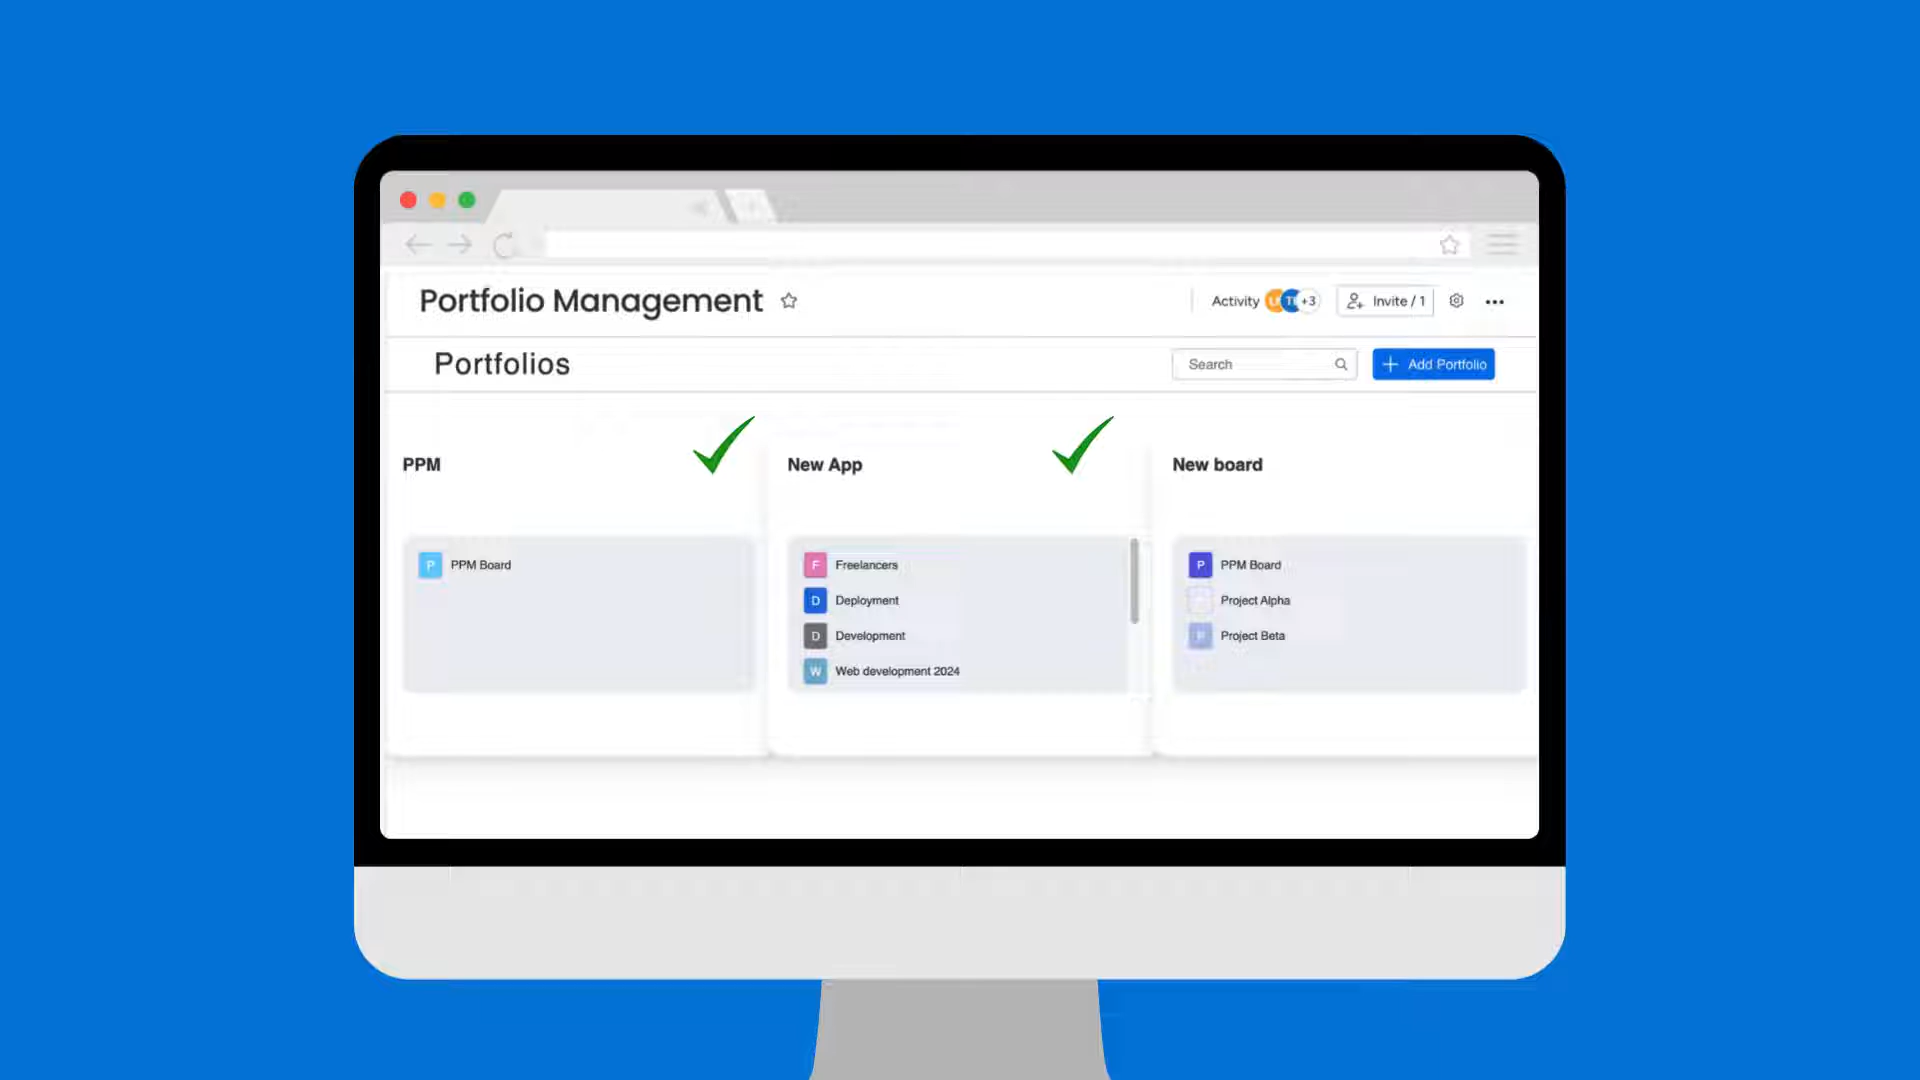 Portfolio Management
Activity +3 Invite / 1
Portfolios
Search
Add Portfolio
PPM
New App
New board
P PPM Board
F Freelancers
D Deployment
D Development
W Web development 2024
P PPM Board
Project Alpha
P Project Beta